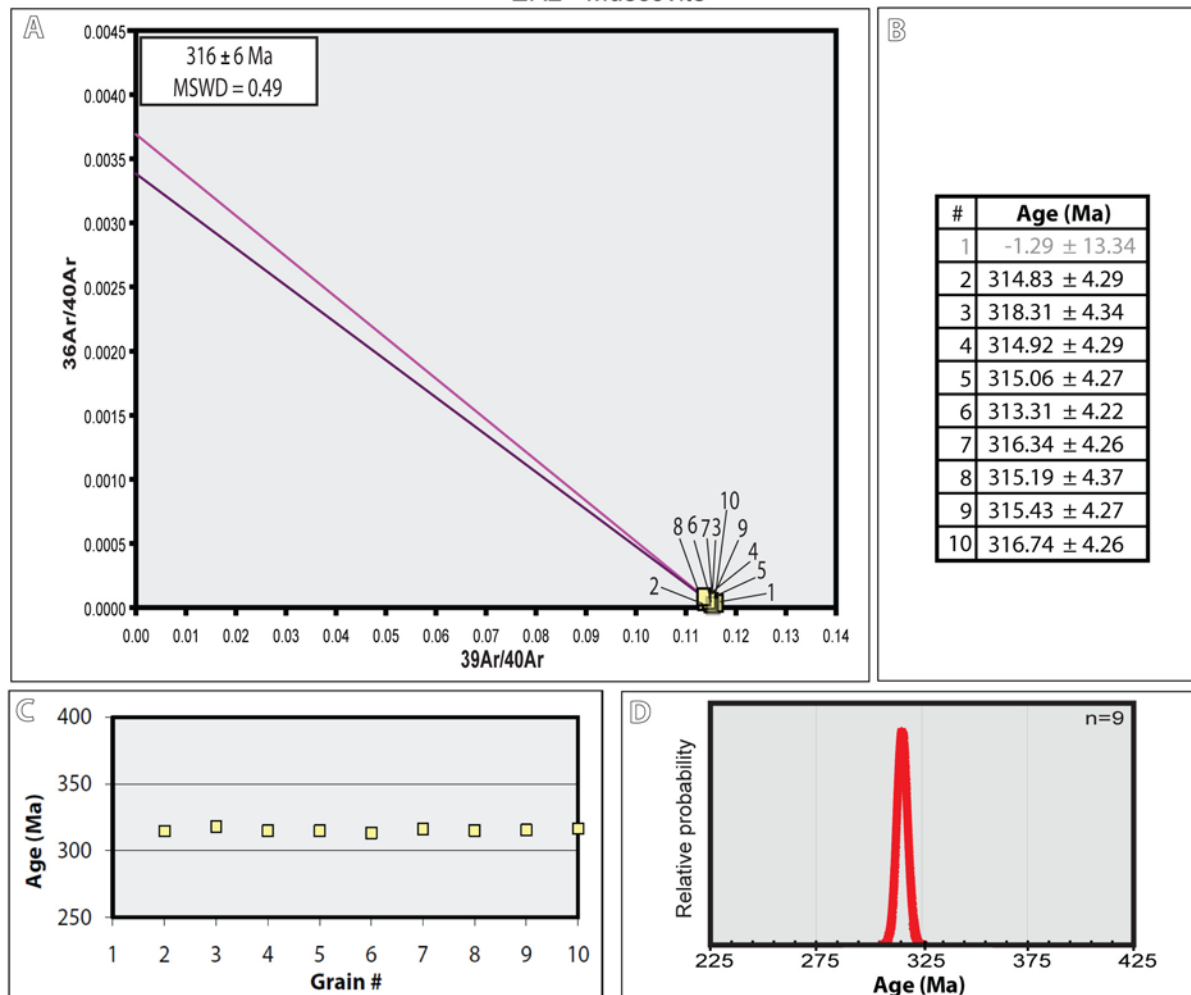 A
0.0045
0.0040
0.0035
0.0030
0.0025
0.0020
0.0015
0.0010
0.0005
0.0000
36Ar/40Ar
316 ± 6 Ma
MSWD = 0.49
10
8 6 7 3 9
4
5
2 1
0.00 0.01 0.02 0.03 0.04 0.05 0.06 0.07 0.08 0.09 0.10 0.11 0.12 0.13 0.14
39Ar/40Ar
B
# Age (Ma)
1 -1.29 ± 13.34
2 314.83 ± 4.29
3 318.31 ± 4.34
4 314.92 ± 4.29
5 315.06 ± 4.27
6 313.31 ± 4.22
7 316.34 ± 4.26
8 315.19 ± 4.37
9 315.43 ± 4.27
10 316.74 ± 4.26
C
400
350
300
250
Age (Ma)
1 2 3 4 5 6 7 8 9 10
Grain #
D
n=9
Relative probability
225 275 325 375 425
Age (Ma)